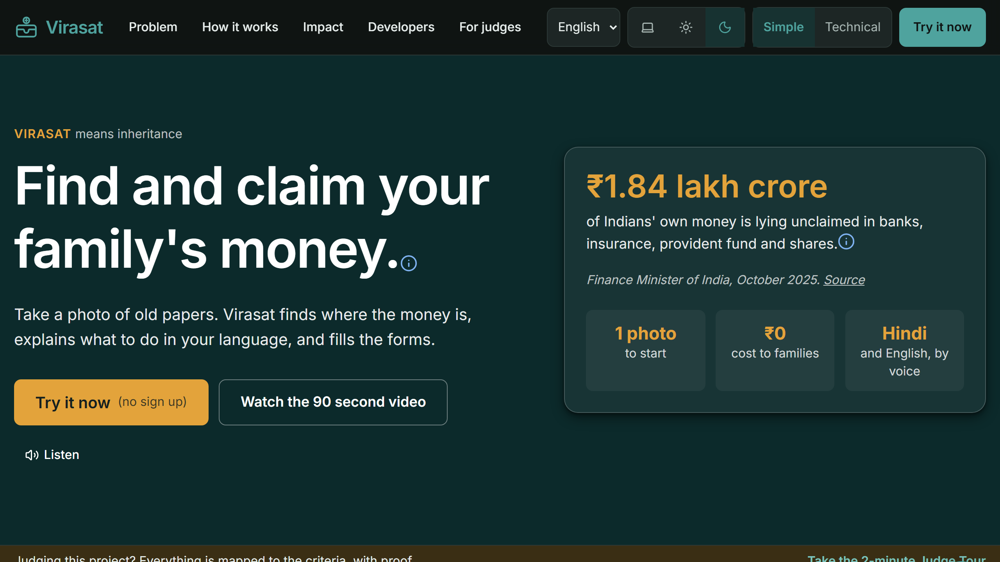 Virasat
Problem
How it works
Impact
Developers
For judges
English
Simple
Technical
Try it now
VIRASAT means inheritance
Find and claim your
family's money.
Take a photo of old papers. Virasat finds where the money is,
explains what to do in your language, and fills the forms.
Try it now (no sign up)
Watch the 90 second video
Listen
₹1.84 lakh crore
of Indians' own money is lying unclaimed in banks,
insurance, provident fund and shares.
Finance Minister of India, October 2025. Source
1 photo
to start
₹0
cost to families
Hindi
and English, by
voice
Judging this project? Everything is mapped to the criteria, with proof.
Take the 2-minute Judge Tour